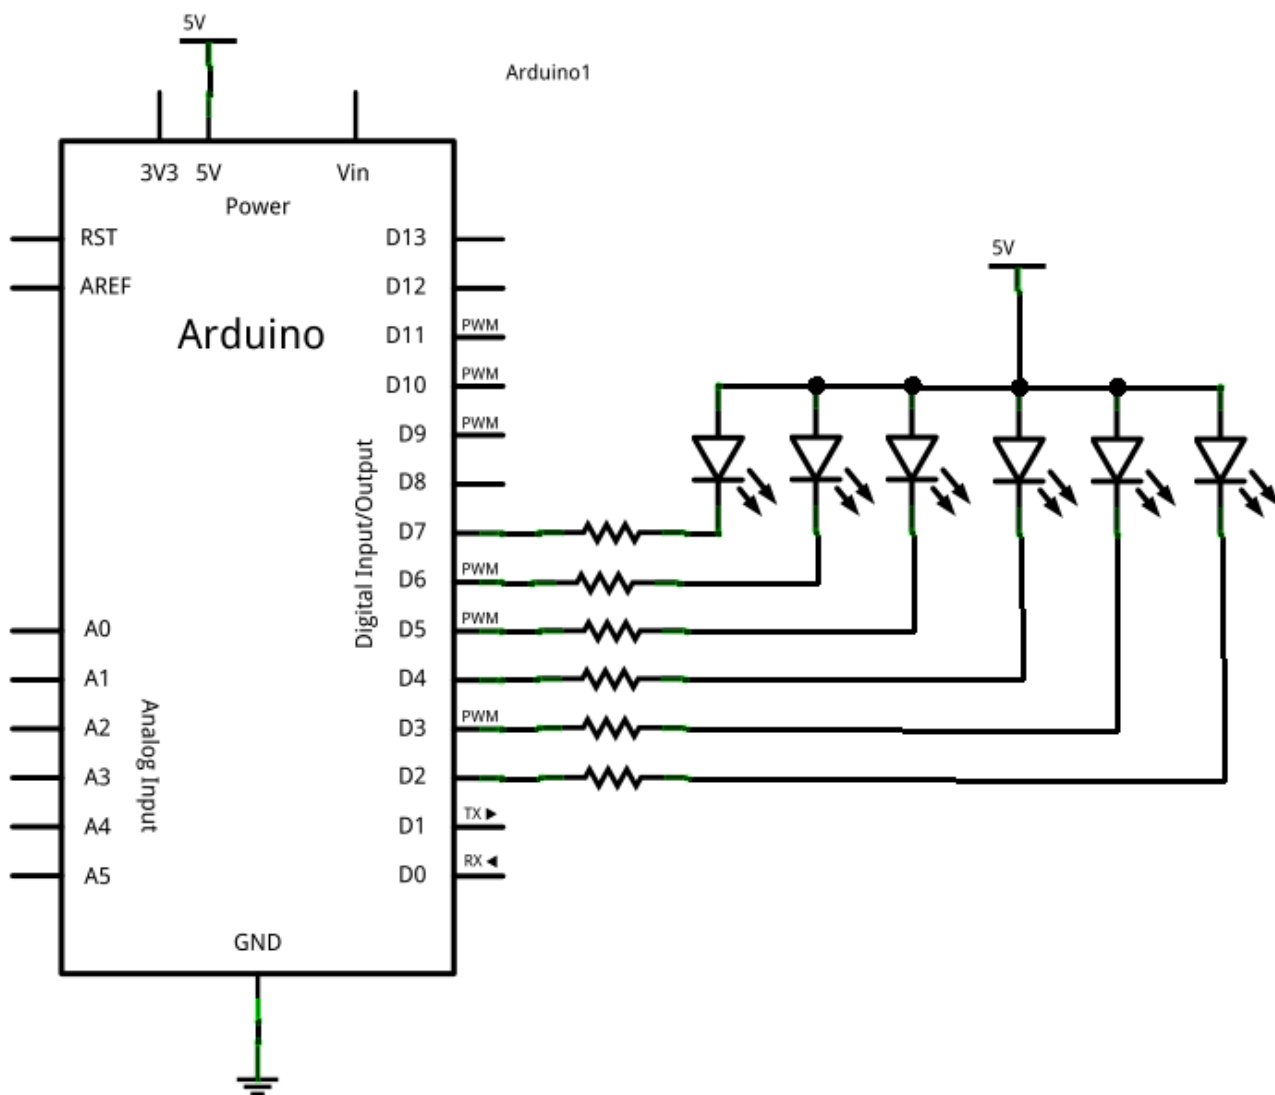 5V
Arduino1
3V3 5V Vin
Power
RST
AREF
Arduino
D13
D12
D11 PWM
D10 PWM
D9 PWM
D8
D7
D6 PWM
D5 PWM
D4
D3 PWM
D2
D1 TX
D0 RX
Digital Input/Output
A0
A1
A2
A3
A4
A5
Analog Input
GND
5V